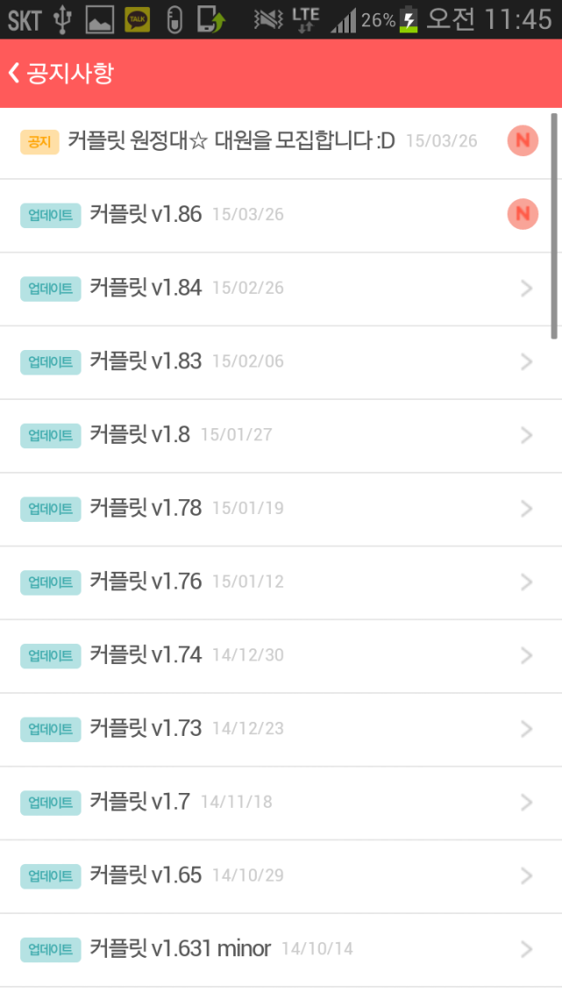 SKT TALK LTE 26% 오전 11:45
공지사항
공지 커플릿 원정대☆ 대원을 모집합니다 :D 15/03/26 N
업데이트 커플릿 v1.86 15/03/26 N
업데이트 커플릿 v1.84 15/02/26
업데이트 커플릿 v1.83 15/02/06
업데이트 커플릿 v1.8 15/01/27
업데이트 커플릿 v1.78 15/01/19
업데이트 커플릿 v1.76 15/01/12
업데이트 커플릿 v1.74 14/12/30
업데이트 커플릿 v1.73 14/12/23
업데이트 커플릿 v1.7 14/11/18
업데이트 커플릿 v1.65 14/10/29
업데이트 커플릿 v1.631 minor 14/10/14